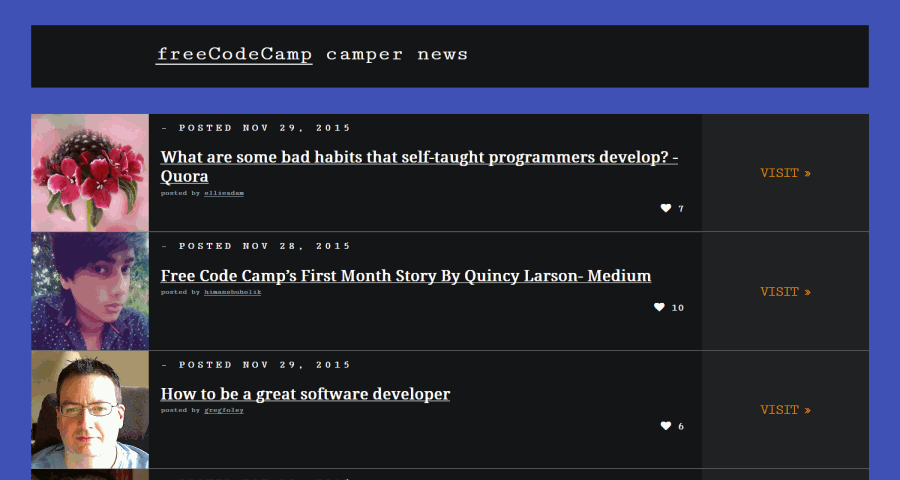 freeCodeCamp camper news
- POSTED NOV 29, 2015
What are some bad habits that self-taught programmers develop? -
Quora
posted by ellieadam
7
VISIT »
- POSTED NOV 28, 2015
Free Code Camp’s First Month Story By Quincy Larson- Medium
posted by himanshuholik
10
VISIT »
- POSTED NOV 29, 2015
How to be a great software developer
posted by gregfoley
6
VISIT »